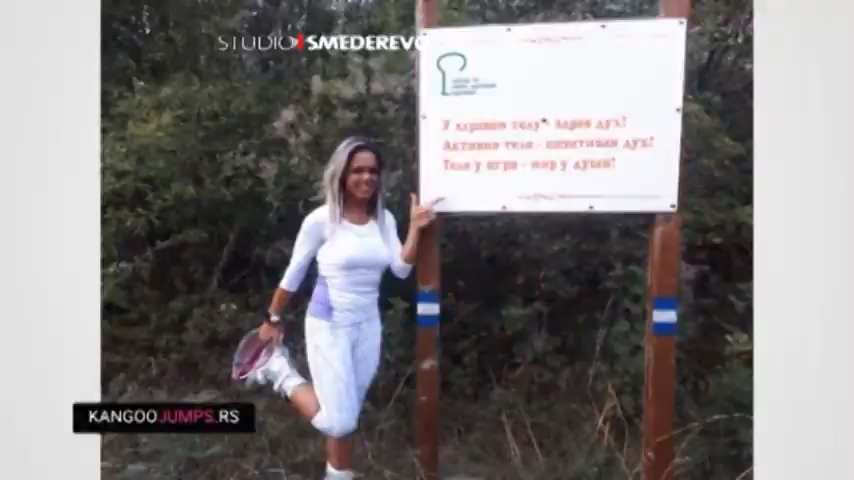 STUDIO SMEDEREVO
У здравом телу - здрав дух!
Активно тело - позитиван дух!
Тело у игри - мир у души!
KANGOOJUMPS.RS